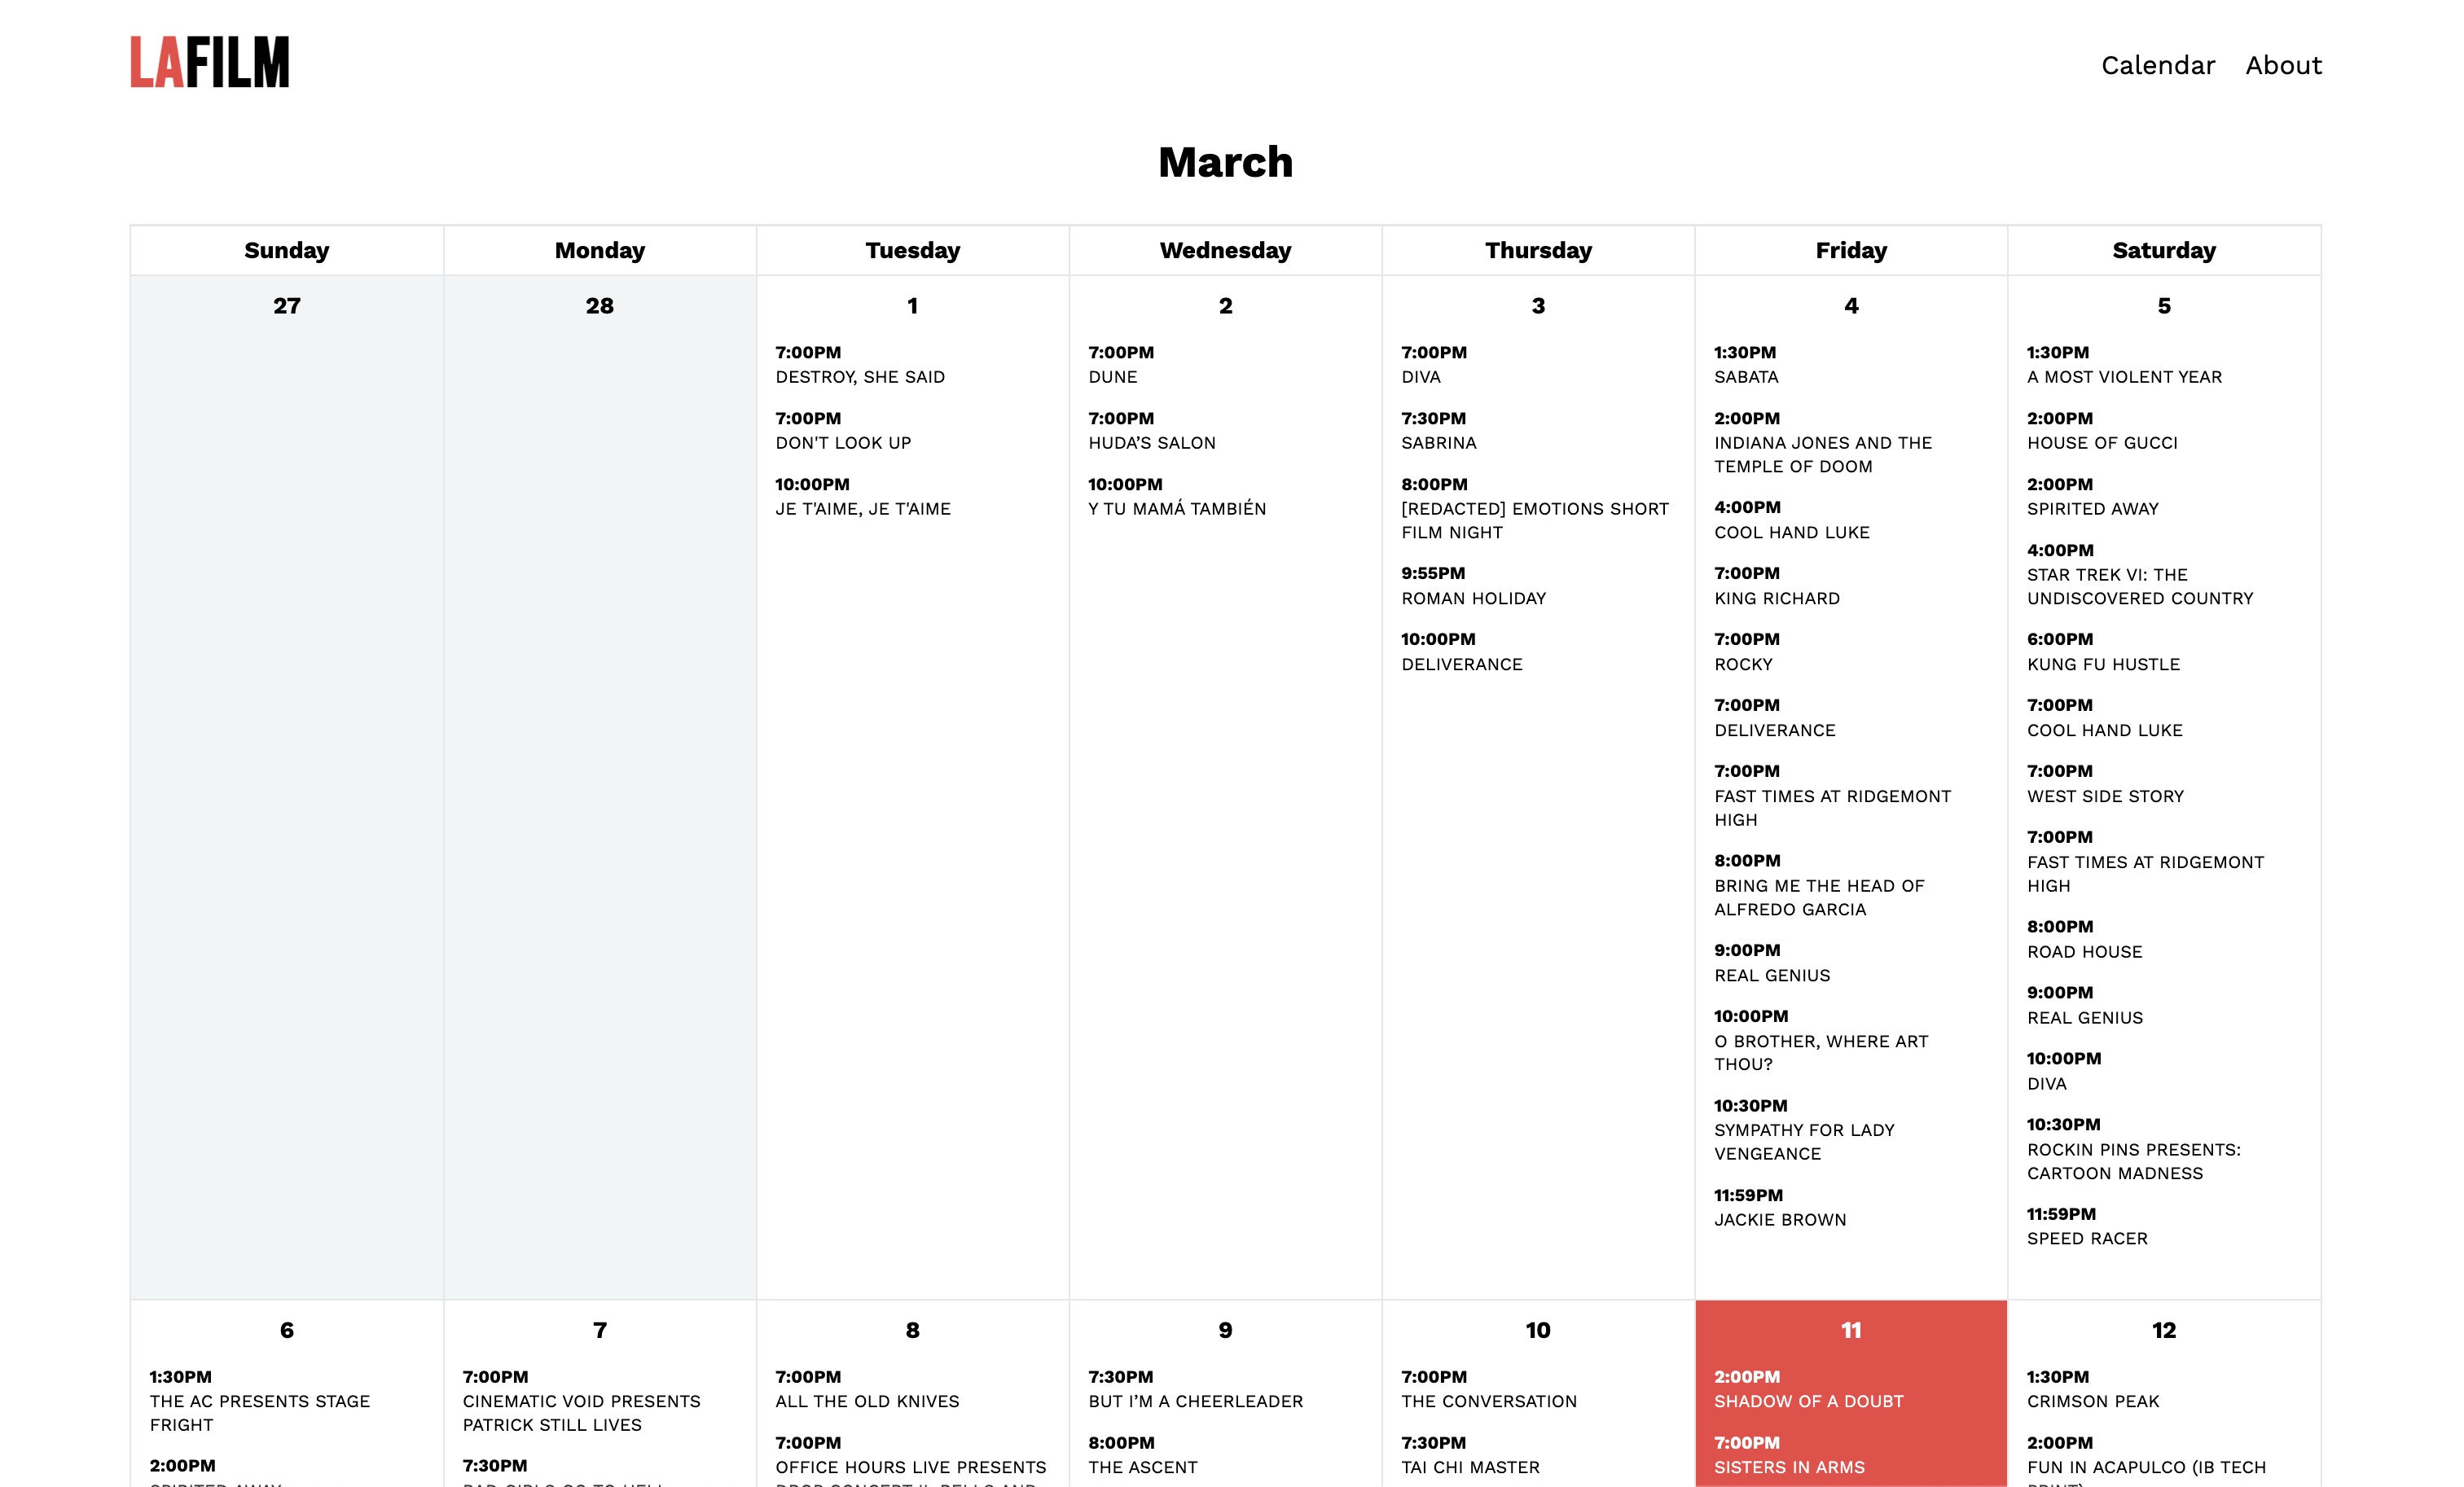 LAFILM
Calendar About
March
Sunday Monday Tuesday Wednesday Thursday Friday Saturday
27
28
1
7:00PM
DESTROY, SHE SAID
7:00PM
DON'T LOOK UP
10:00PM
JE T'AIME, JE T'AIME
2
7:00PM
DUNE
7:00PM
HUDA’S SALON
10:00PM
Y TU MAMÁ TAMBIÉN
3
7:00PM
DIVA
7:30PM
SABRINA
8:00PM
[REDACTED] EMOTIONS SHORT
FILM NIGHT
9:55PM
ROMAN HOLIDAY
10:00PM
DELIVERANCE
4
1:30PM
SABATA
2:00PM
INDIANA JONES AND THE
TEMPLE OF DOOM
4:00PM
COOL HAND LUKE
7:00PM
KING RICHARD
7:00PM
ROCKY
7:00PM
DELIVERANCE
7:00PM
FAST TIMES AT RIDGEMONT
HIGH
8:00PM
BRING ME THE HEAD OF
ALFREDO GARCIA
9:00PM
REAL GENIUS
10:00PM
O BROTHER, WHERE ART
THOU?
10:30PM
SYMPATHY FOR LADY
VENGEANCE
11:59PM
JACKIE BROWN
5
1:30PM
A MOST VIOLENT YEAR
2:00PM
HOUSE OF GUCCI
2:00PM
SPIRITED AWAY
4:00PM
STAR TREK VI: THE
UNDISCOVERED COUNTRY
6:00PM
KUNG FU HUSTLE
7:00PM
COOL HAND LUKE
7:00PM
WEST SIDE STORY
7:00PM
FAST TIMES AT RIDGEMONT
HIGH
8:00PM
ROAD HOUSE
9:00PM
REAL GENIUS
10:00PM
DIVA
10:30PM
ROCKIN PINS PRESENTS:
CARTOON MADNESS
11:59PM
SPEED RACER
6
1:30PM
THE AC PRESENTS STAGE
FRIGHT
2:00PM
SPIRITED AWAY
7
7:00PM
CINEMATIC VOID PRESENTS
PATRICK STILL LIVES
7:30PM
BAD GIRLS GO TO HELL
8
7:00PM
ALL THE OLD KNIVES
7:00PM
OFFICE HOURS LIVE PRESENTS
9
7:30PM
BUT I’M A CHEERLEADER
8:00PM
THE ASCENT
10
7:00PM
THE CONVERSATION
7:30PM
TAI CHI MASTER
11
2:00PM
SHADOW OF A DOUBT
7:00PM
SISTERS IN ARMS
12
1:30PM
CRIMSON PEAK
2:00PM
FUN IN ACAPULCO (IB TECH
PRINT)